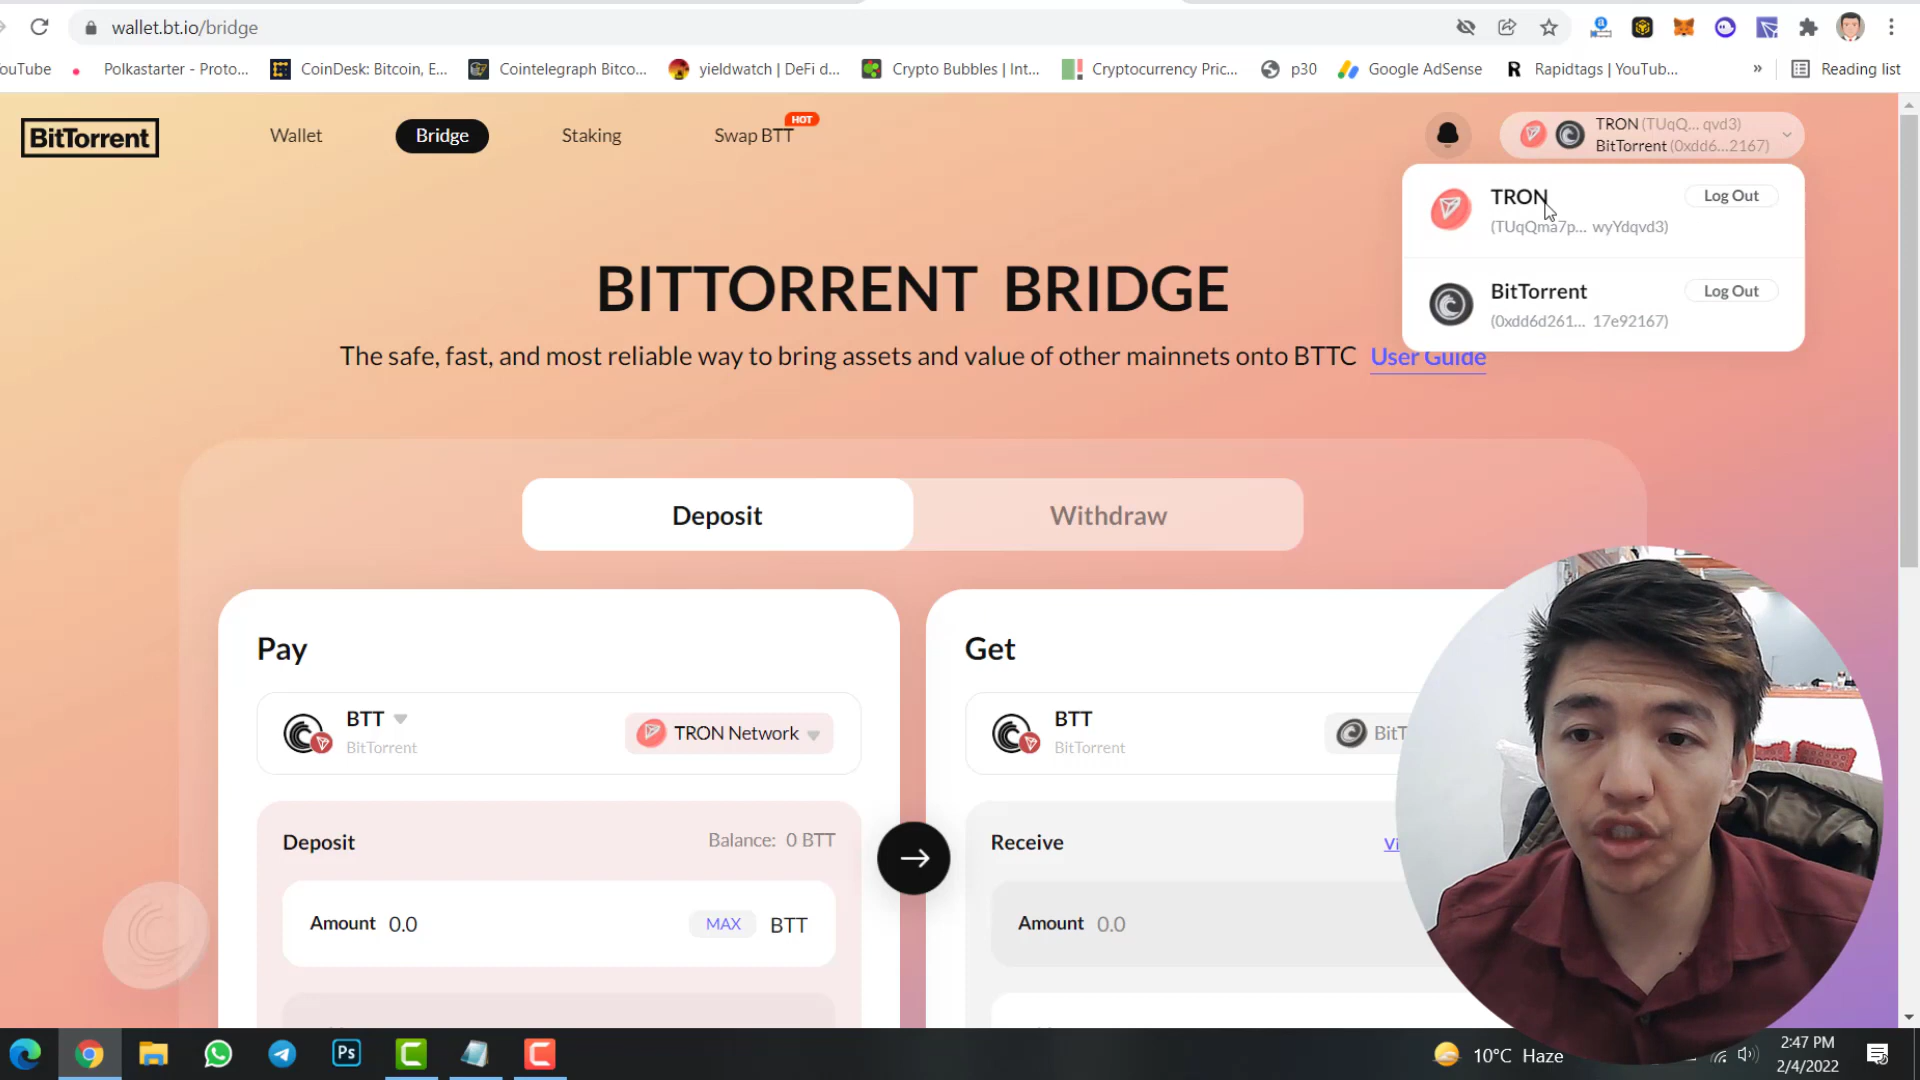 wallet.bt.io/bridge
ouTube
Polkastarter - Proto...
CoinDesk: Bitcoin, E...
Cointelegraph Bitco...
yieldwatch | DeFi d...
Crypto Bubbles | Int...
Cryptocurrency Pric...
p30
Google AdSense
Rapidtags | YouTub...
»
Reading list
BitTorrent
Wallet
Bridge
Staking
Swap BTT
HOT
TRON (TUqQ... qvd3)
BitTorrent (0xdd6...2167)
TRON
Log Out
(TUqQma7p... wyYdqvd3)
BitTorrent
Log Out
(0xdd6d261... 17e92167)
BITTORRENT BRIDGE
The safe, fast, and most reliable way to bring assets and value of other mainnets onto BTTC User Guide
Deposit
Withdraw
Pay
BTT
BitTorrent
TRON Network
Deposit
Balance: 0 BTT
Amount 0.0
MAX
BTT
Get
BTT
BitTorrent
BitT
Receive
Vi
Amount 0.0
Ps
10°C Haze
2:47 PM
2/4/2022